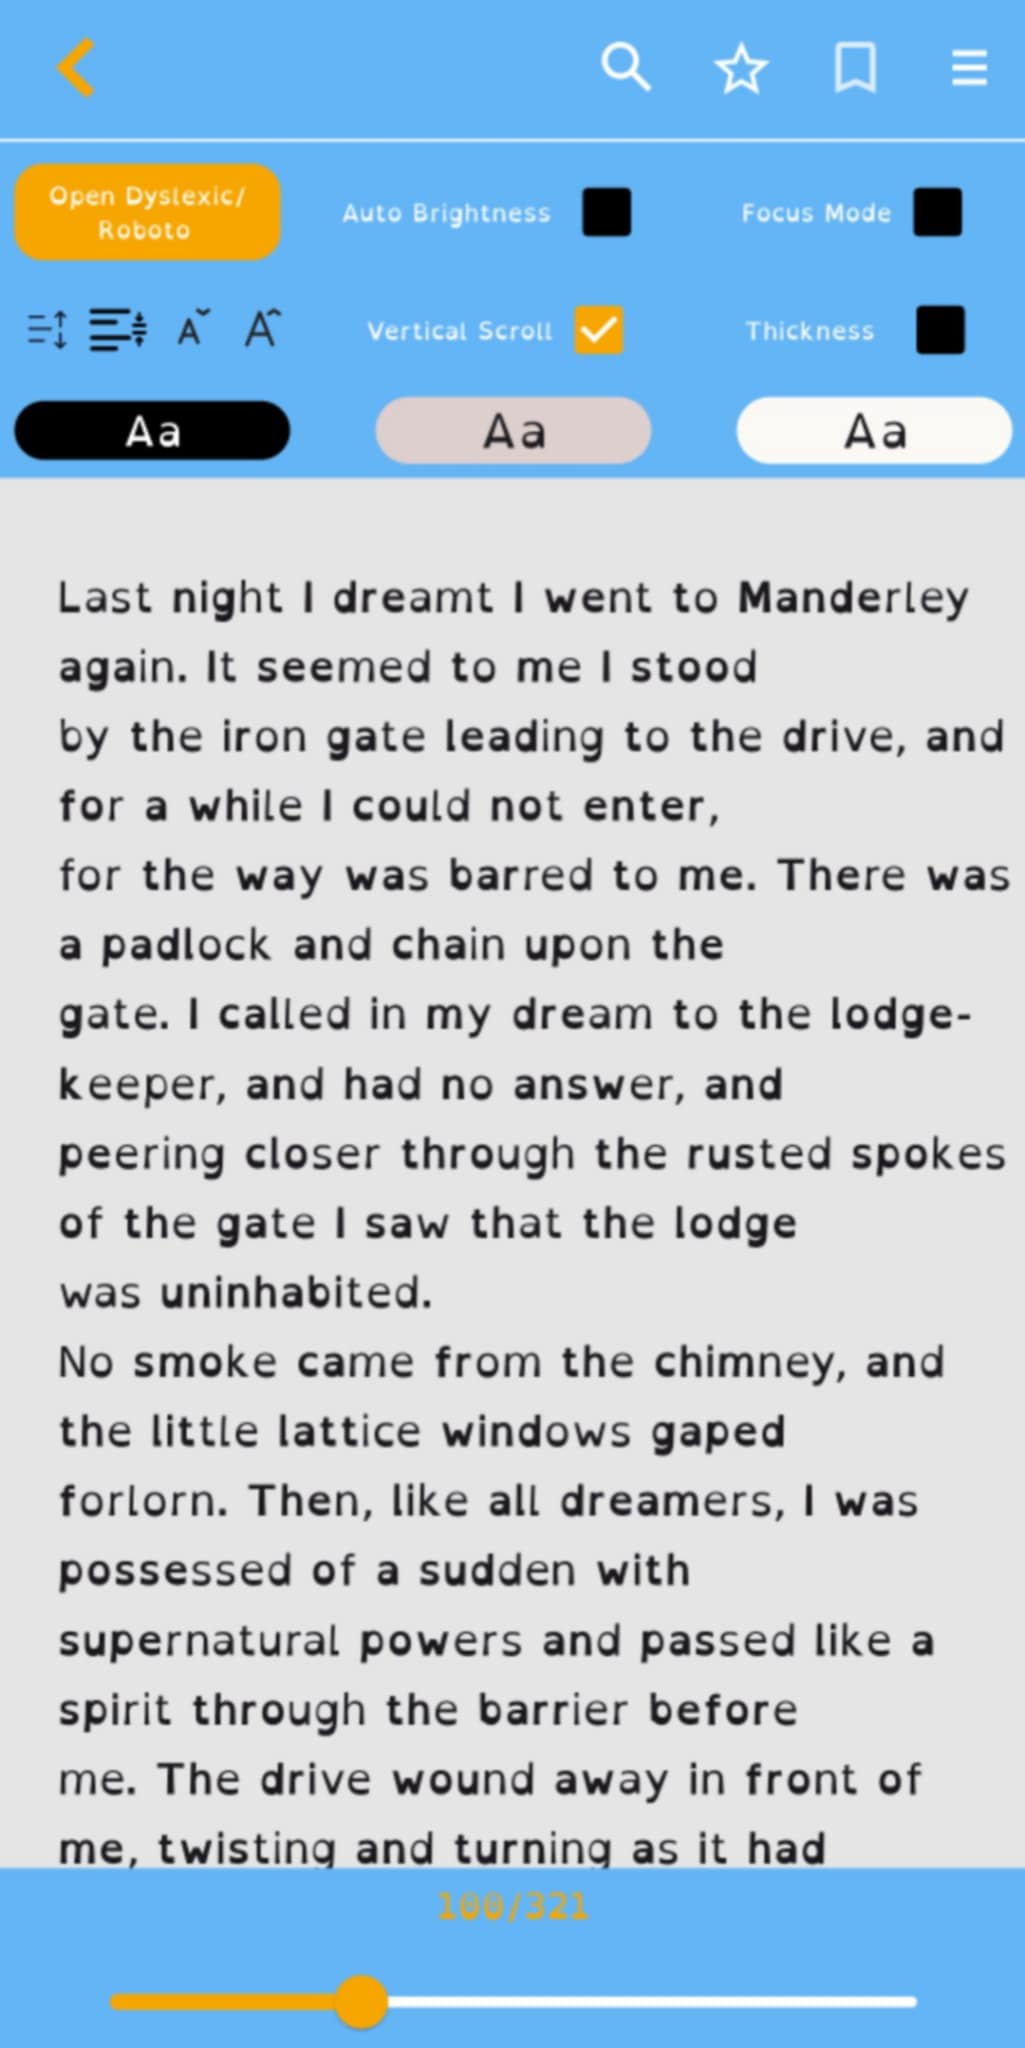 Open Dyslexic/
Roboto
Auto Brightness
Focus Mode
A A
Vertical Scroll
Thickness
Aa
Aa
Aa
Last night I dreamt I went to Manderley
again. It seemed to me I stood
by the iron gate leading to the drive, and
for a while I could not enter,
for the way was barred to me. There was
a padlock and chain upon the
gate. I called in my dream to the lodge-
keeper, and had no answer, and
peering closer through the rusted spokes
of the gate I saw that the lodge
was uninhabited.
No smoke came from the chimney, and
the little lattice windows gaped
forlorn. Then, like all dreamers, I was
possessed of a sudden with
supernatural powers and passed like a
spirit through the barrier before
me. The drive wound away in front of
me, twisting and turning as it had
100/321